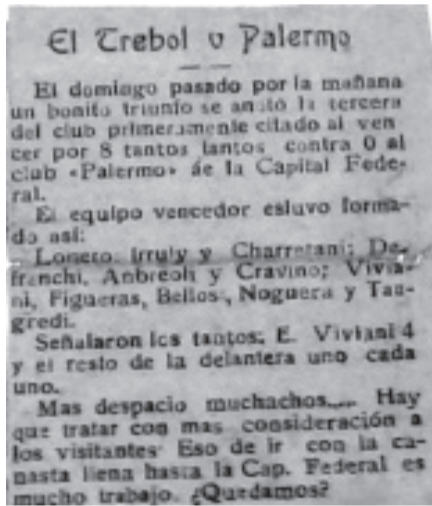 El Trebol v Palermo
El domingo pasado por la mañana
un bonito triunfo se anotó la tercera
del club primeramente citado al ven
cer por 8 tantos tantos contra 0 al
club «Palermo» de la Capital Fede-
ral.
El equipo vencedor estuvo forma-
do así:
Lonero, Irruly y Charretani; De-
franchi, Anbreoli y Cravino; Vivia-
ni, Figueras, Bellos, Noguera y Tan-
gredi.
Señalaron los tantos: E. Viviani 4
y el resto de la delantera uno cada
uno.
Mas despacio muchachos.... Hay
que tratar con mas consideración a
los visitantes Eso de ir con la ca-
nasta llena hasta la Cap. Federal es
mucho trabajo. ¿Quedamos?